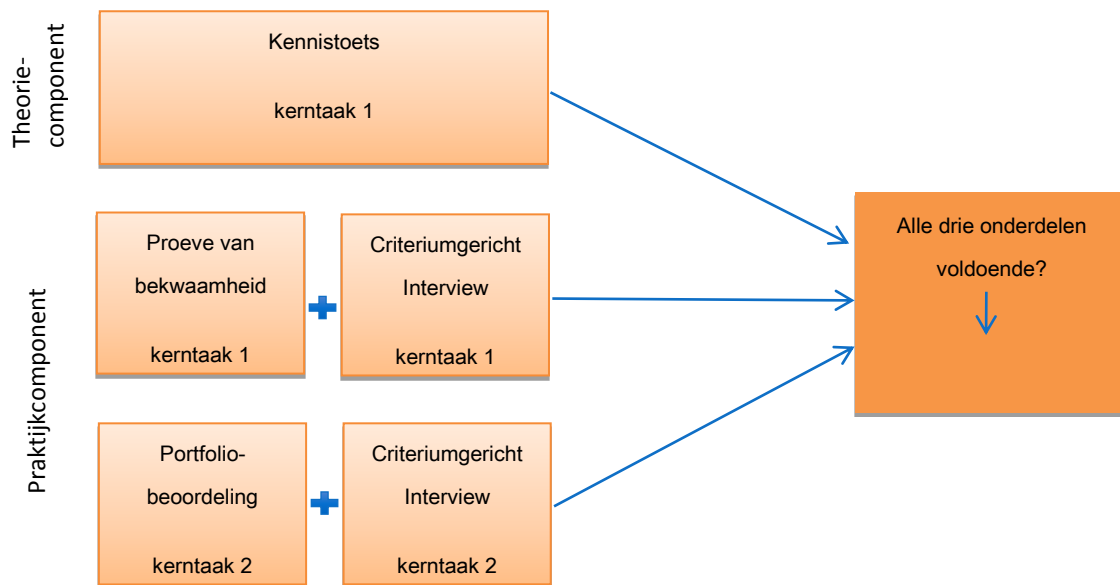 Theorie-
component
Kennistoets
kerntaak 1
Praktijkcomponent
Proeve van
bekwaamheid
kerntaak 1
Criteriumgericht
Interview
kerntaak 1
Portfolio-
beoordeling
kerntaak 2
Criteriumgericht
Interview
kerntaak 2
Alle drie onderdelen
voldoende?